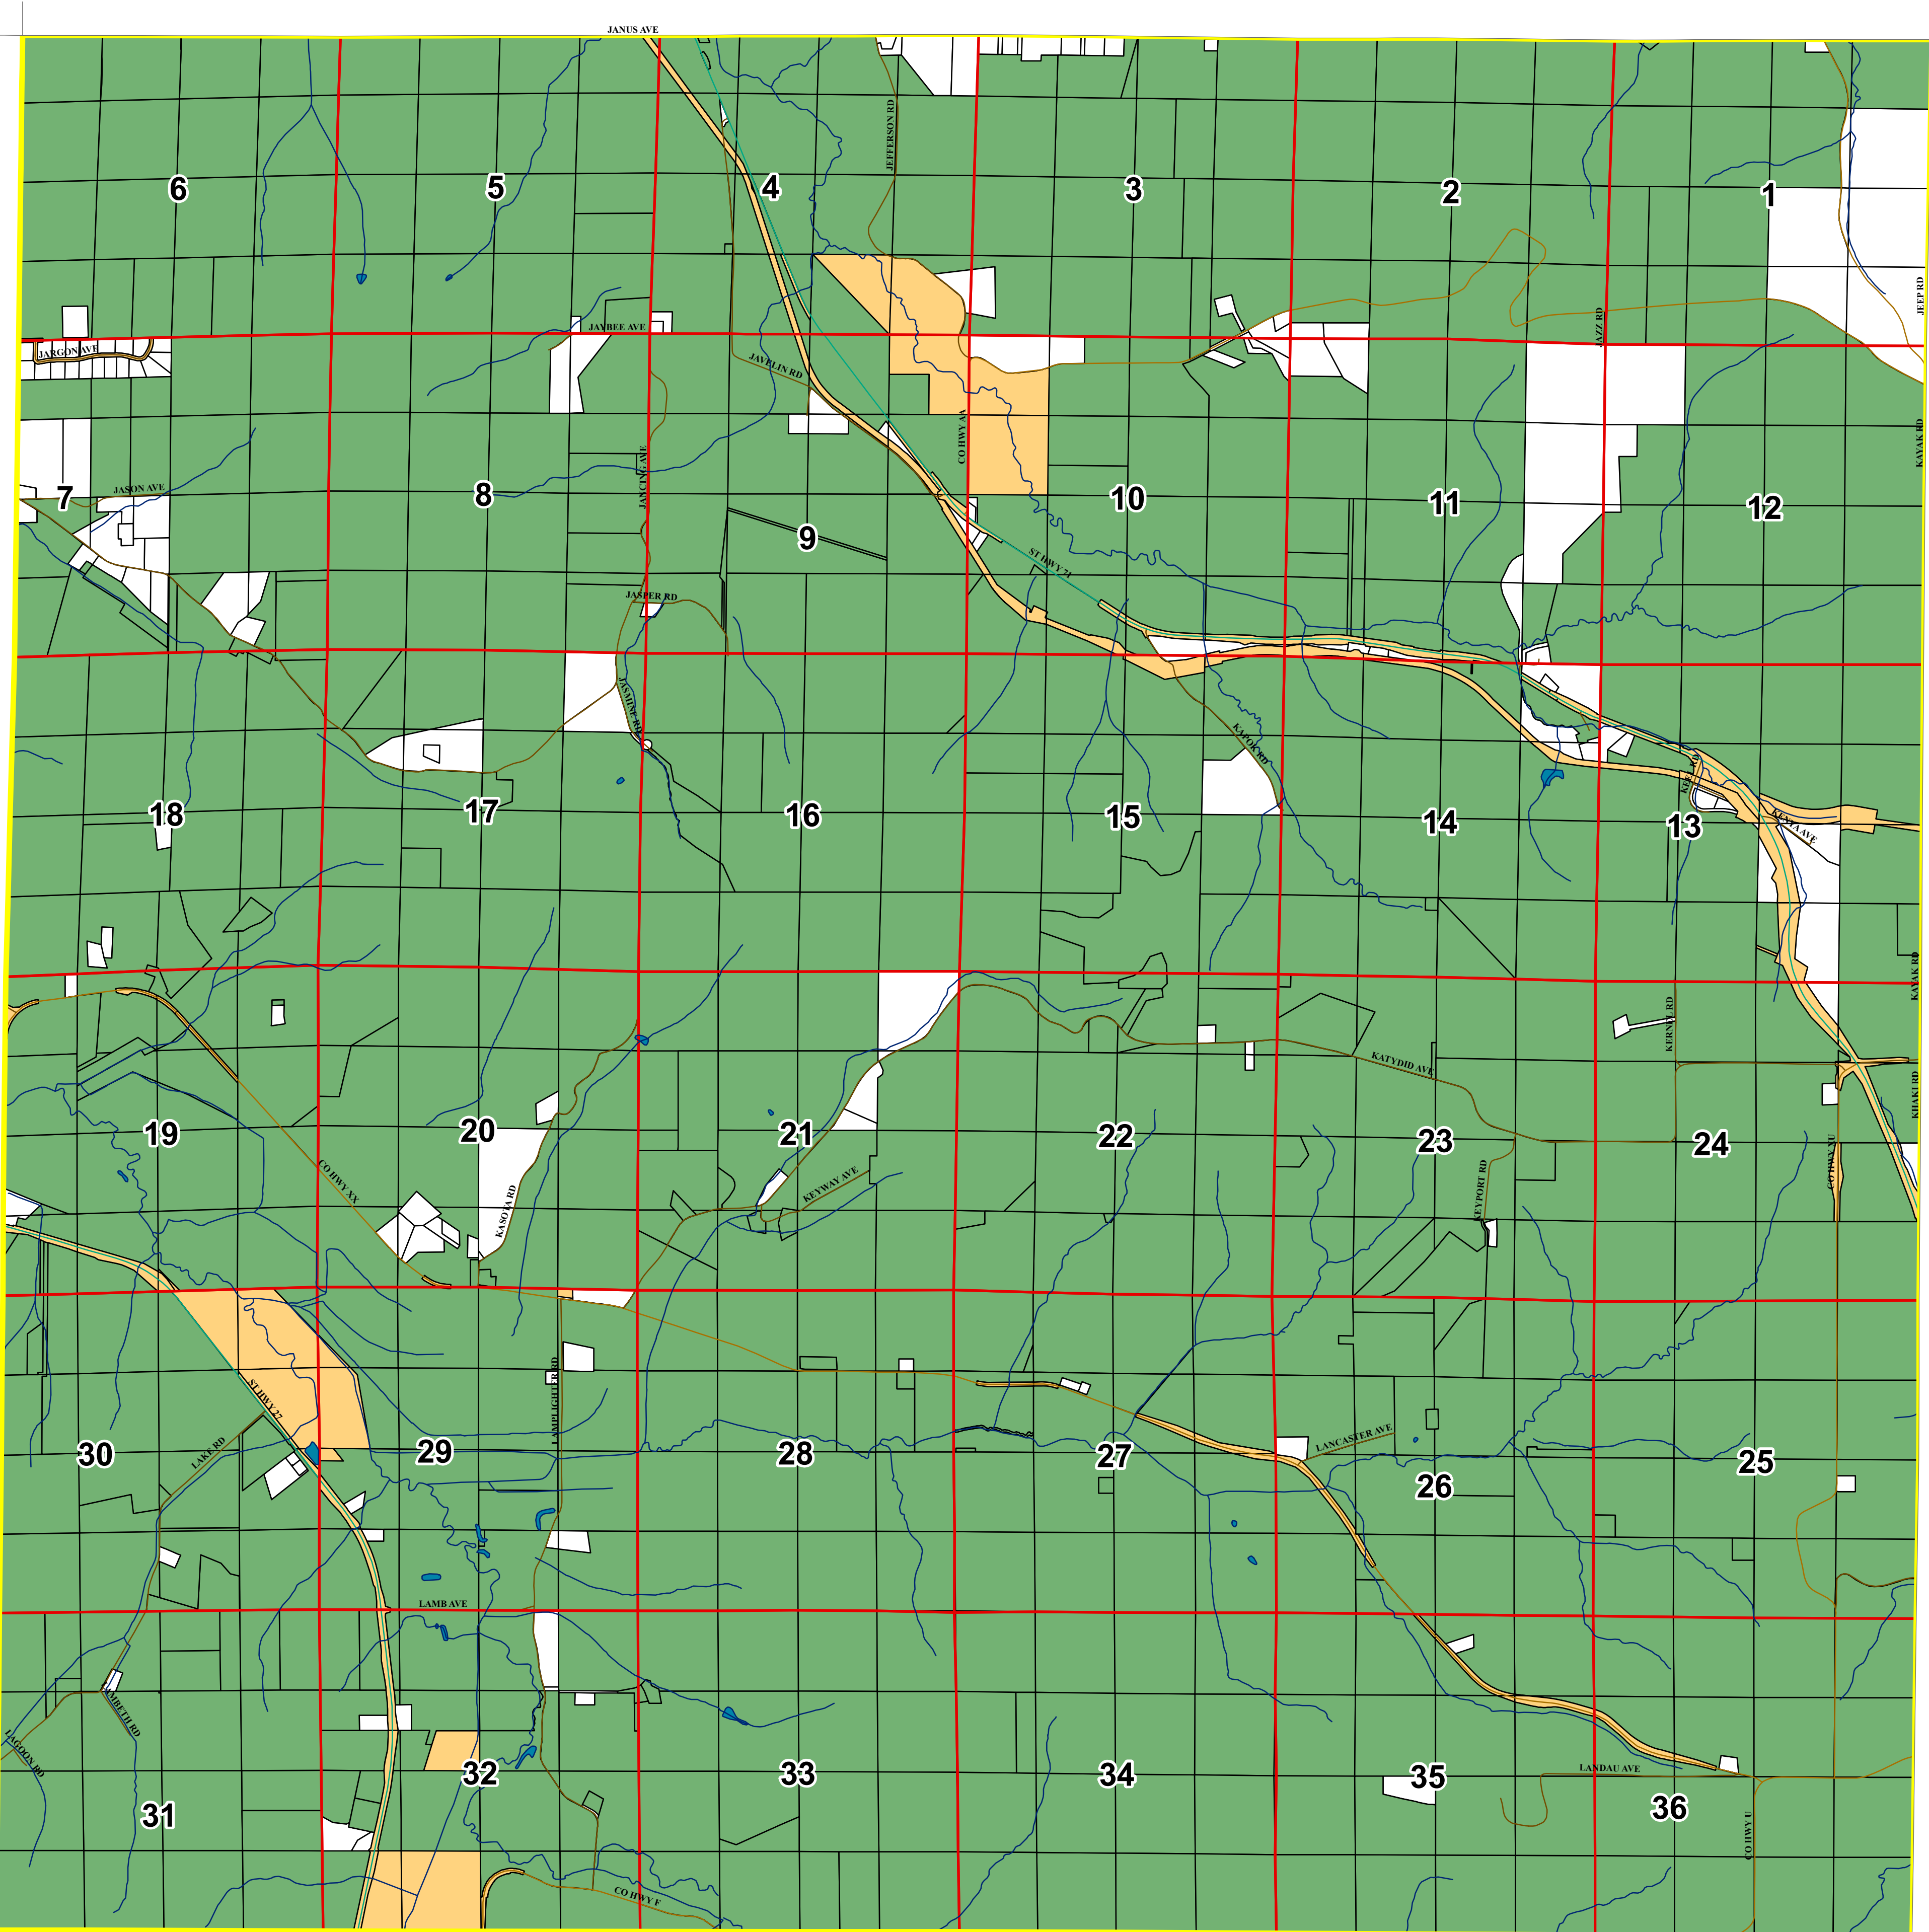 JANUS AVE
JEFFERSON RD
6
5
4
3
2
1
JEEP RD
JAYBEE AVE
JAZZ RD
JARGON AVE
JAVELIN RD
CO HWY AA
KAYAK RD
JASON AVE
JANCING AVE
7
8
9
10
11
12
ST HWY 71
JASPER RD
JASMINE RD
KAPOK RD
KEEL RD
KENTA AVE
18
17
16
15
14
13
KAYAK RD
KERNEL RD
KATYDID AVE
KHAKI RD
19
20
21
22
23
24
CO HWY XX
KASOTA RD
KEYWAY AVE
KEYPORT RD
CO HWY XU
ST HWY 27
LAMPLIGHTER RD
LAKE RD
LANCASTER AVE
30
29
28
27
26
25
LAMB AVE
LAMBETH RD
LAGOON RD
LANDAU AVE
31
32
33
34
35
36
CO HWY U
CO HWY F